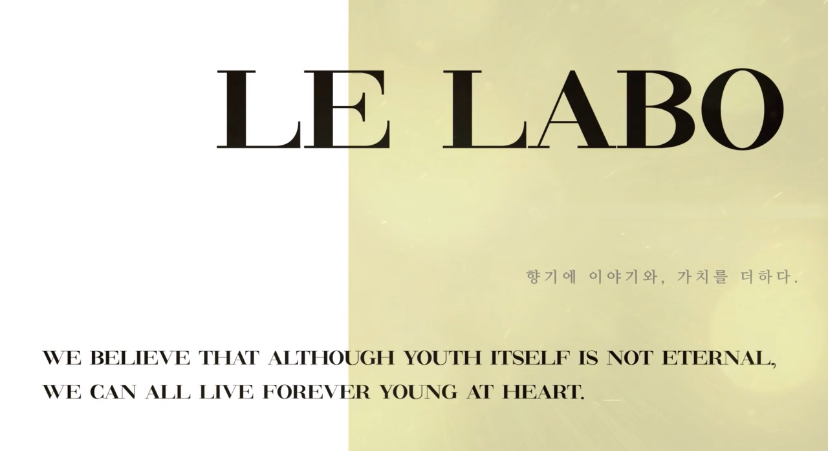 LE LABO
향기에 이야기와, 가치를 더하다.
WE BELIEVE THAT ALTHOUGH YOUTH ITSELF IS NOT ETERNAL,
WE CAN ALL LIVE FOREVER YOUNG AT HEART.